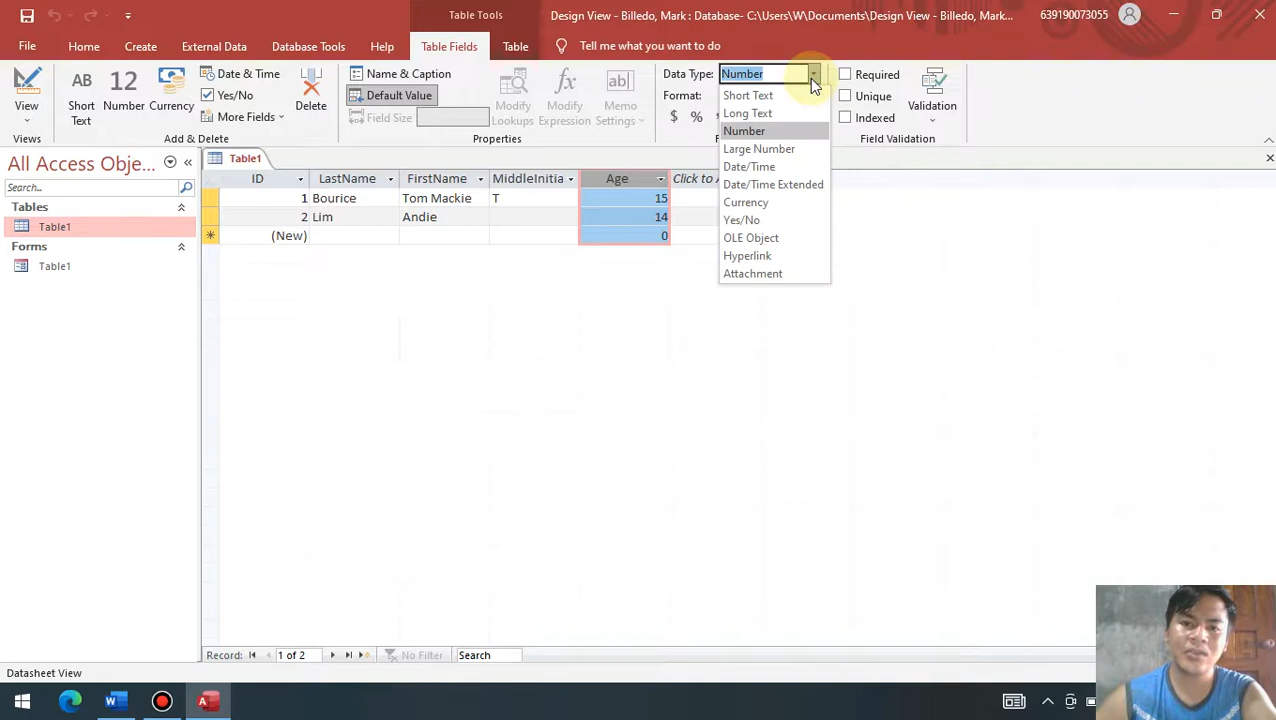 Table Tools
Design View - Billedo, Mark : Database- C:\Users\W\Documents\Design View - Billedo, Mark...
639190073055
File
Home
Create
External Data
Database Tools
Help
Table Fields
Table
Tell me what you want to do
View
AB
Short Text
12
Number
Currency
Date & Time
Yes/No
More Fields
Delete
Add & Delete
Name & Caption
Default Value
Field Size
Modify Lookups
fx
Modify Expression
ab
Memo Settings
Properties
Data Type:
Number
Format:
$ %
Short Text
Long Text
Number
Large Number
Date/Time
Date/Time Extended
Currency
Yes/No
OLE Object
Hyperlink
Attachment
Required
Unique
Indexed
Validation
Field Validation
All Access Obje...
Search...
Tables
Table1
Forms
Table1
Table1
ID LastName FirstName MiddleInitia Age
1 Bourice Tom Mackie T 15
2 Lim Andie 14
(New) 0
Record: 1 of 2 No Filter Search
Datasheet View